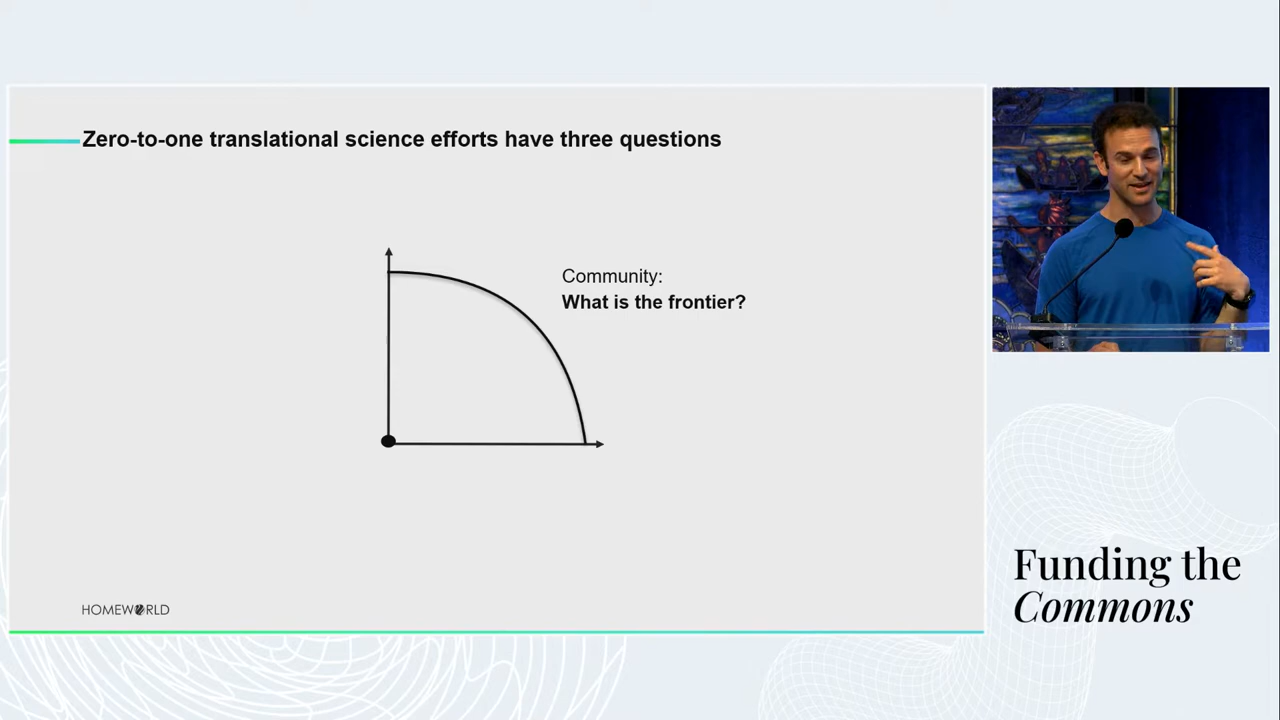 Zero-to-one translational science efforts have three questions
Community:
What is the frontier?
HOMEWORLD
Funding the
Commons